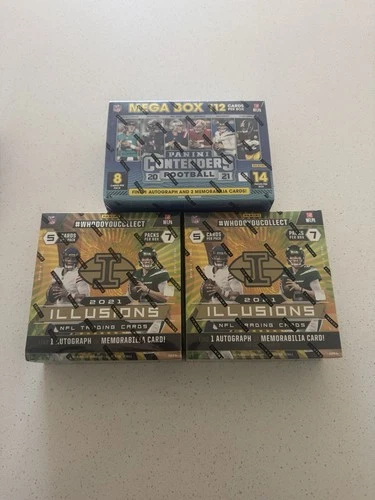 MEGA BOX 112 CARDS PER BOX
PANINI
CONTENDERS
20 FOOTBALL 21
8
14
FIND 1 AUTOGRAPH AND 2 MEMORABILIA CARDS!
#WHODOYOUCOLLECT
5 CARDS PER PACK
PACKS PER BOX 7
2021
ILLUSIONS
NFL TRADING CARDS
1 AUTOGRAPH MEMORABILIA CARD!
#WHODOYOUCOLLECT
5 CARDS PER PACK
PACKS PER BOX 7
2021
ILLUSIONS
NFL TRADING CARDS
1 AUTOGRAPH MEMORABILIA CARD!